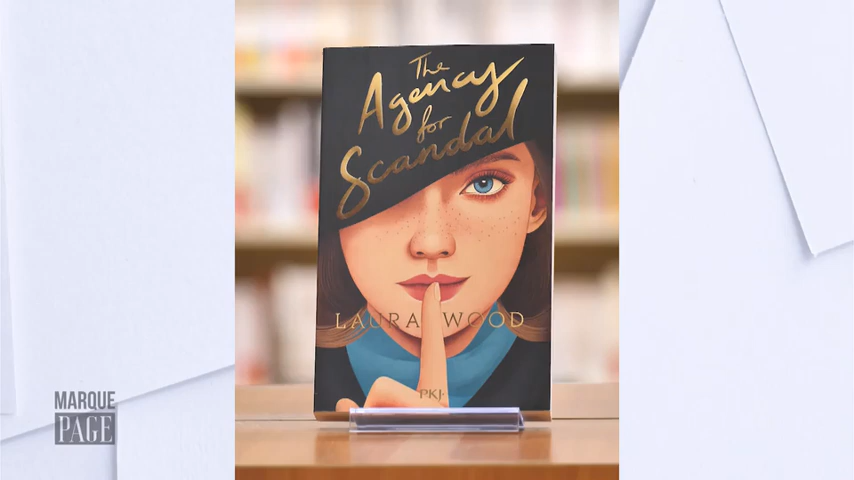 The
Agency
for
Scandal
LAURA WOOD
PKJ·
MARQUE
PAGE